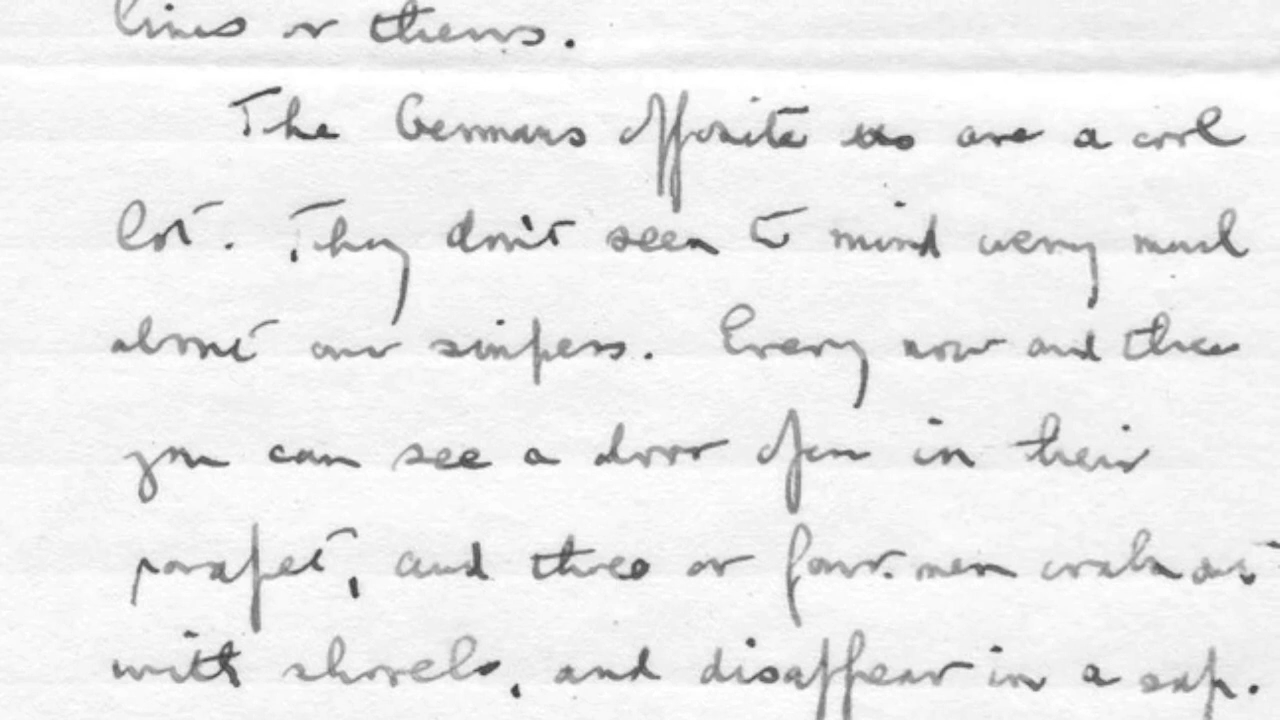 lines or theirs.
The Germans opposite us are a cool
lot. They don't seem to mind very much
about our snipers. Every now and then
you can see a door open in their
parapet, and three or four men walk out
with shovels, and disappear in a sap.